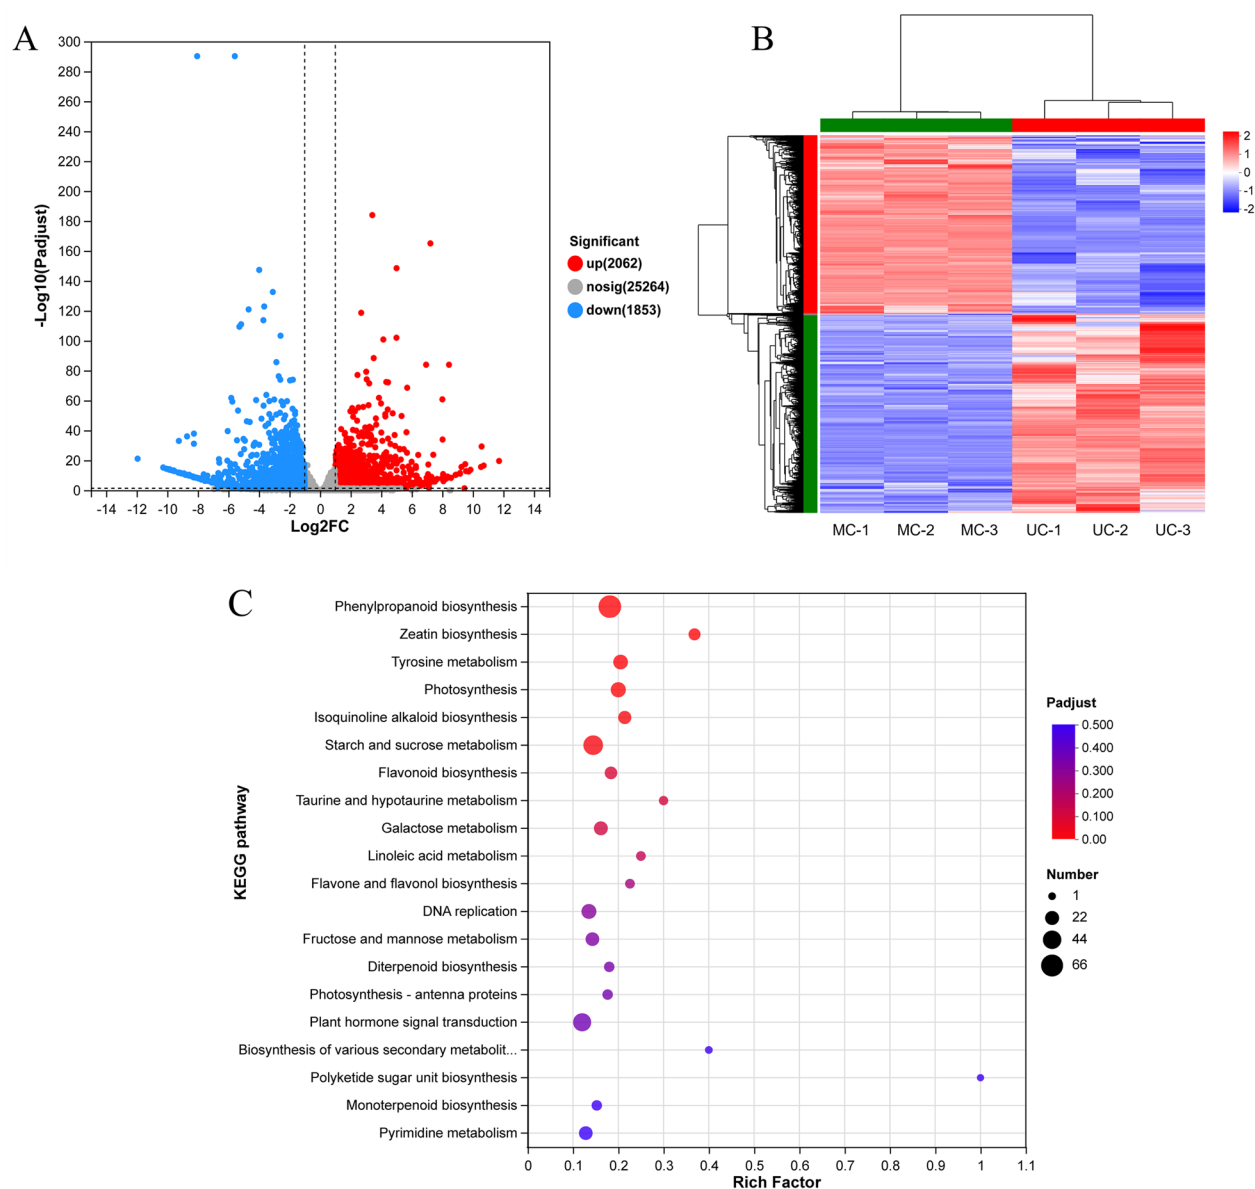 A
300
280
260
240
220
200
180
160
140
120
100
80
60
40
20
0
-Log10(Padjust)
-14 -12 -10 -8 -6 -4 -2 0 2 4 6 8 10 12 14
Log2FC
Significant
up(2062)
nosig(25264)
down(1853)
B
2
1
0
-1
-2
MC-1 MC-2 MC-3 UC-1 UC-2 UC-3
C
KEGG pathway
Phenylpropanoid biosynthesis
Zeatin biosynthesis
Tyrosine metabolism
Photosynthesis
Isoquinoline alkaloid biosynthesis
Starch and sucrose metabolism
Flavonoid biosynthesis
Taurine and hypotaurine metabolism
Galactose metabolism
Linoleic acid metabolism
Flavone and flavonol biosynthesis
DNA replication
Fructose and mannose metabolism
Diterpenoid biosynthesis
Photosynthesis - antenna proteins
Plant hormone signal transduction
Biosynthesis of various secondary metabolit...
Polyketide sugar unit biosynthesis
Monoterpenoid biosynthesis
Pyrimidine metabolism
0 0.1 0.2 0.3 0.4 0.5 0.6 0.7 0.8 0.9 1 1.1
Rich Factor
Padjust
0.500
0.400
0.300
0.200
0.100
0.00
Number
1
22
44
66